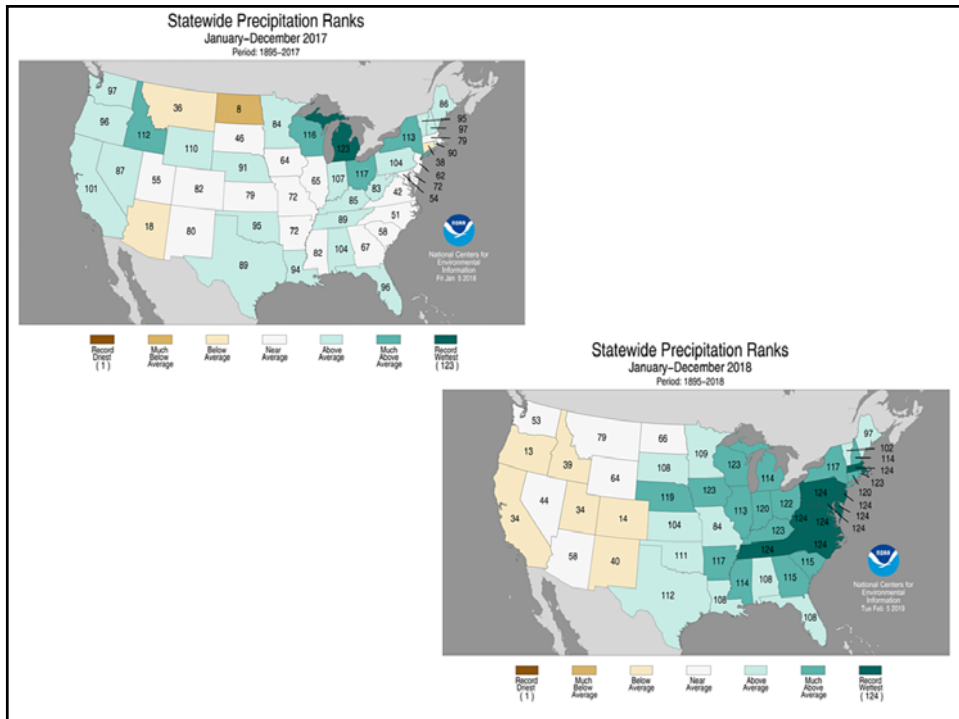 Statewide Precipitation Ranks
January–December 2017
Period: 1895–2017
97
36
8
84
86
96
112
116
123
113
95
97
79
90
46
110
38
62
72
54
87
91
64
65
107
117
104
101
55
82
79
72
85
83
42
51
18
80
95
72
89
58
89
94
82
104
67
96
NOAA
National Centers for
Environmental
Information
Fri Jan 5 2018
Record
Driest
( 1 )
Much
Below
Average
Below
Average
Near
Average
Above
Average
Much
Above
Average
Record
Wettest
( 123 )
Statewide Precipitation Ranks
January–December 2018
Period: 1895–2018
53
79
66
109
97
13
39
123
114
117
102
114
124
123
120
124
124
124
64
108
34
44
34
14
119
123
113
120
122
124
104
84
123
124
124
58
40
111
117
124
124
115
112
108
114
108
115
108
National Centers for
Environmental
Information
Tue Feb 5 2019
Record
Driest
( 1 )
Much
Below
Average
Below
Average
Near
Average
Above
Average
Much
Above
Average
Record
Wettest
( 124 )